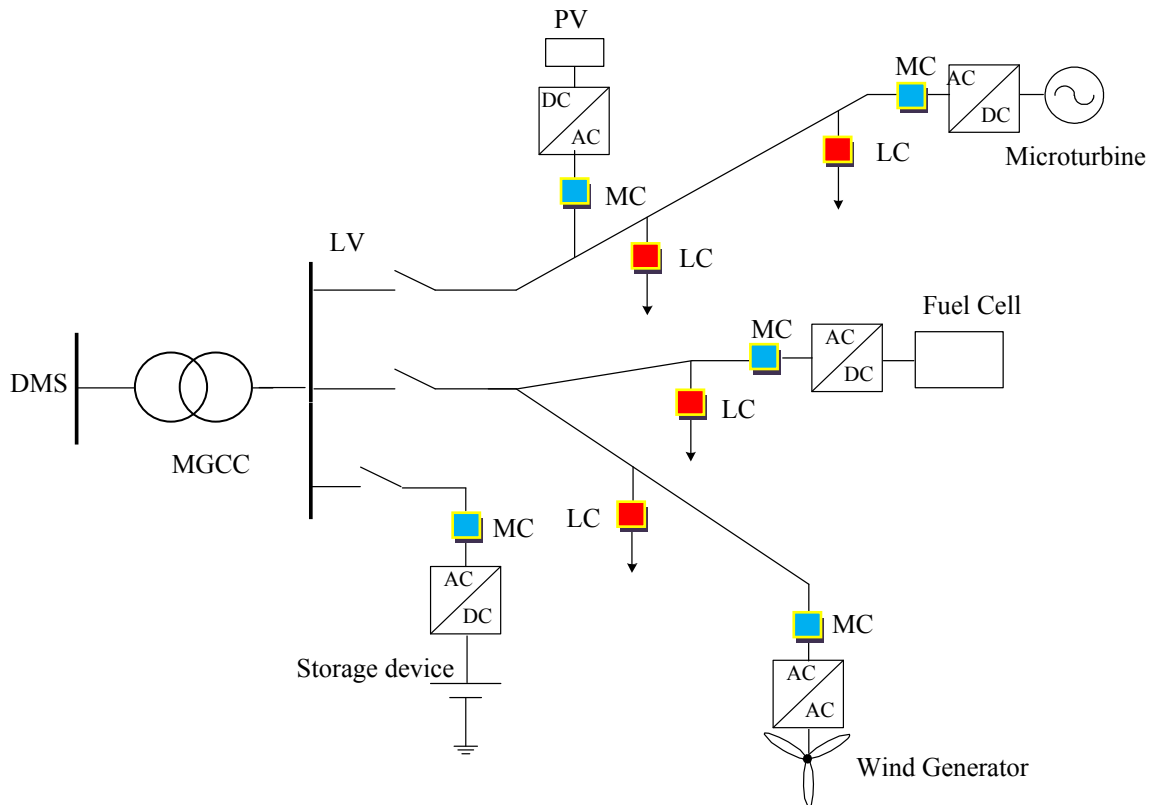 PV
DC
AC
MC
MC
AC
DC
Microturbine
LC
LC
LV
DMS
MGCC
Fuel Cell
MC
AC
DC
LC
LC
MC
AC
DC
Storage device
MC
AC
AC
Wind Generator